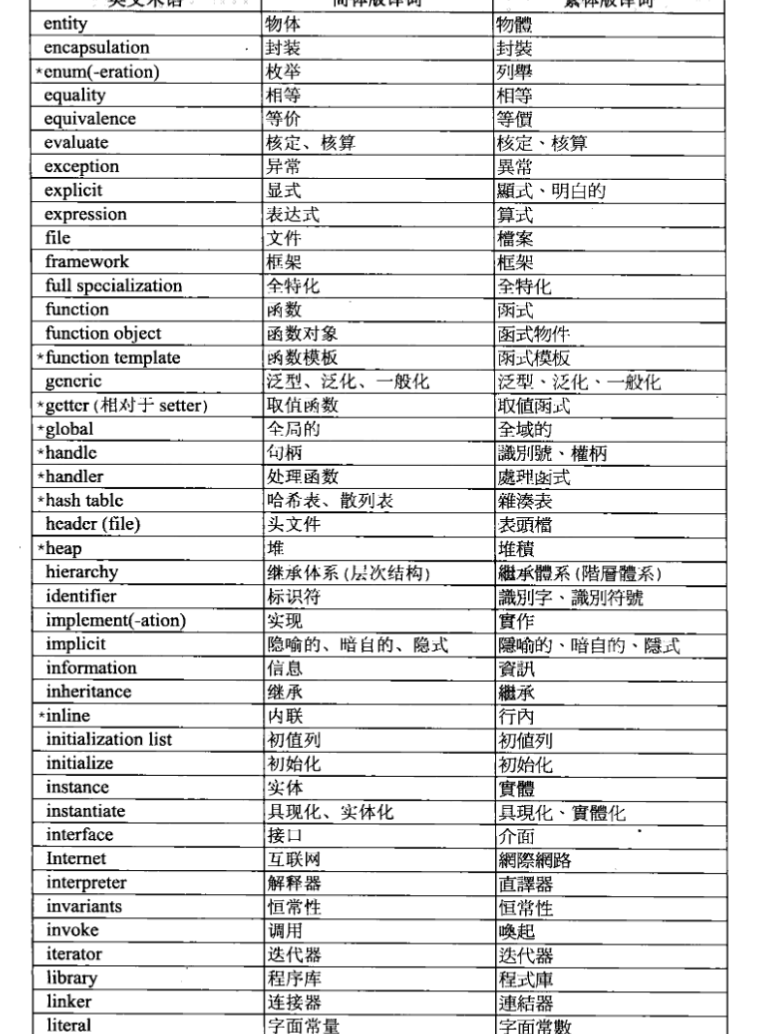 英文术语 简体版译词 繁体版译词
entity 物体 物體
encapsulation 封装 封裝
*enum(-eration) 枚举 列舉
equality 相等 相等
equivalence 等价 等價
evaluate 核定、核算 核定、核算
exception 异常 異常
explicit 显式 顯式、明白的
expression 表达式 算式
file 文件 檔案
framework 框架 框架
full specialization 全特化 全特化
function 函数 函式
function object 函数对象 函式物件
*function template 函数模板 函式模板
generic 泛型、泛化、一般化 泛型、泛化、一般化
*getter (相对于 setter) 取值函数 取值函式
*global 全局的 全域的
*handle 句柄 識別號、權柄
*handler 处理函数 處理函式
*hash table 哈希表、散列表 雜湊表
header (file) 头文件 表頭檔
*heap 堆 堆積
hierarchy 继承体系 (层次结构) 繼承體系 (階層體系)
identifier 标识符 識別字、識別符號
implement(-ation) 实现 實作
implicit 隐喻的、暗自的、隐式 隱喻的、暗自的、隱式
information 信息 資訊
inheritance 继承 繼承
*inline 内联 行內
initialization list 初值列 初值列
initialize 初始化 初始化
instance 实体 實體
instantiate 具现化、实体化 具現化、實體化
interface 接口 介面
Internet 互联网 網際網路
interpreter 解释器 直譯器
invariants 恒常性 恒常性
invoke 调用 喚起
iterator 迭代器 迭代器
library 程序库 程式庫
linker 连接器 連結器
literal 字面常量 字面常數